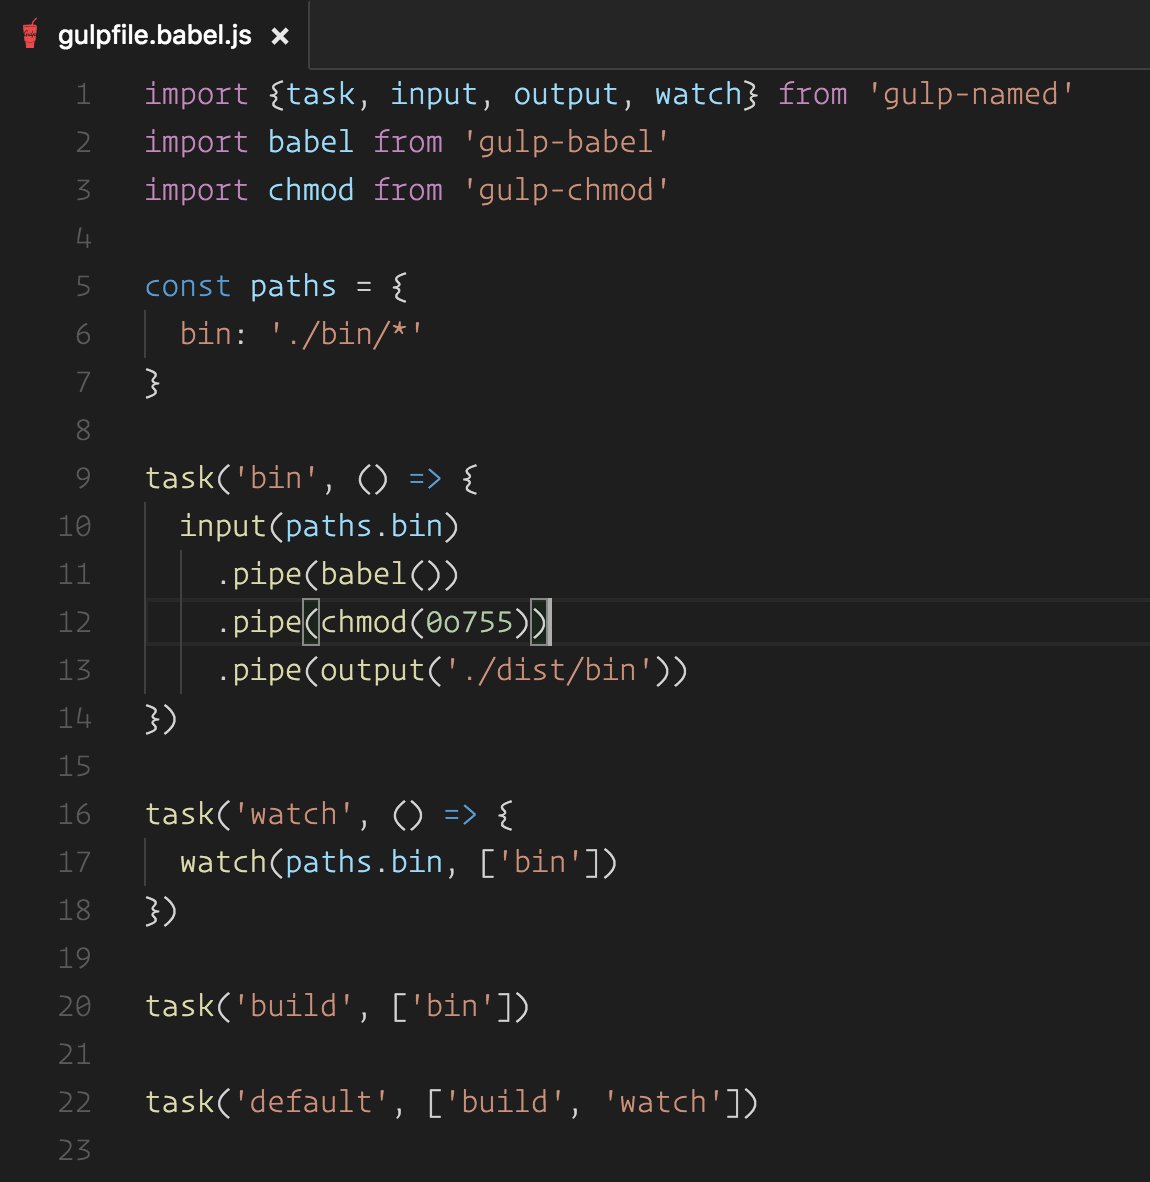 gulpfile.babel.js ×
1 import {task, input, output, watch} from 'gulp-named'
2 import babel from 'gulp-babel'
3 import chmod from 'gulp-chmod'
4
5 const paths = {
6   bin: './bin/*'
7 }
8
9 task('bin', () => {
10   input(paths.bin)
11     .pipe(babel())
12     .pipe(chmod(0o755))
13     .pipe(output('./dist/bin'))
14 })
15
16 task('watch', () => {
17   watch(paths.bin, ['bin'])
18 })
19
20 task('build', ['bin'])
21
22 task('default', ['build', 'watch'])
23